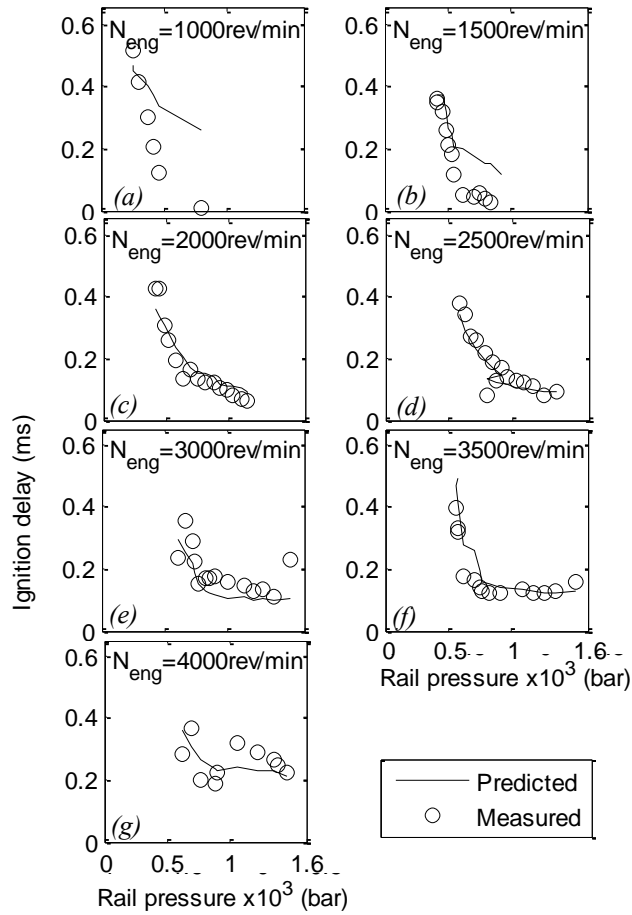 N_eng=1000rev/min
0.6
0.4
0.2
0
(a)
N_eng=1500rev/min
0.6
0.4
0.2
0
(b)
N_eng=2000rev/min
0.6
0.4
0.2
0
(c)
N_eng=2500rev/min
0.6
0.4
0.2
0
(d)
Ignition delay (ms)
N_eng=3000rev/min
0.6
0.4
0.2
0
(e)
N_eng=3500rev/min
0.6
0.4
0.2
0
(f)
0 0.5 1 1.6
Rail pressure x10^3 (bar)
N_eng=4000rev/min
0.6
0.4
0.2
0
(g)
0 0.5 1 1.6
Rail pressure x10^3 (bar)
Predicted
Measured